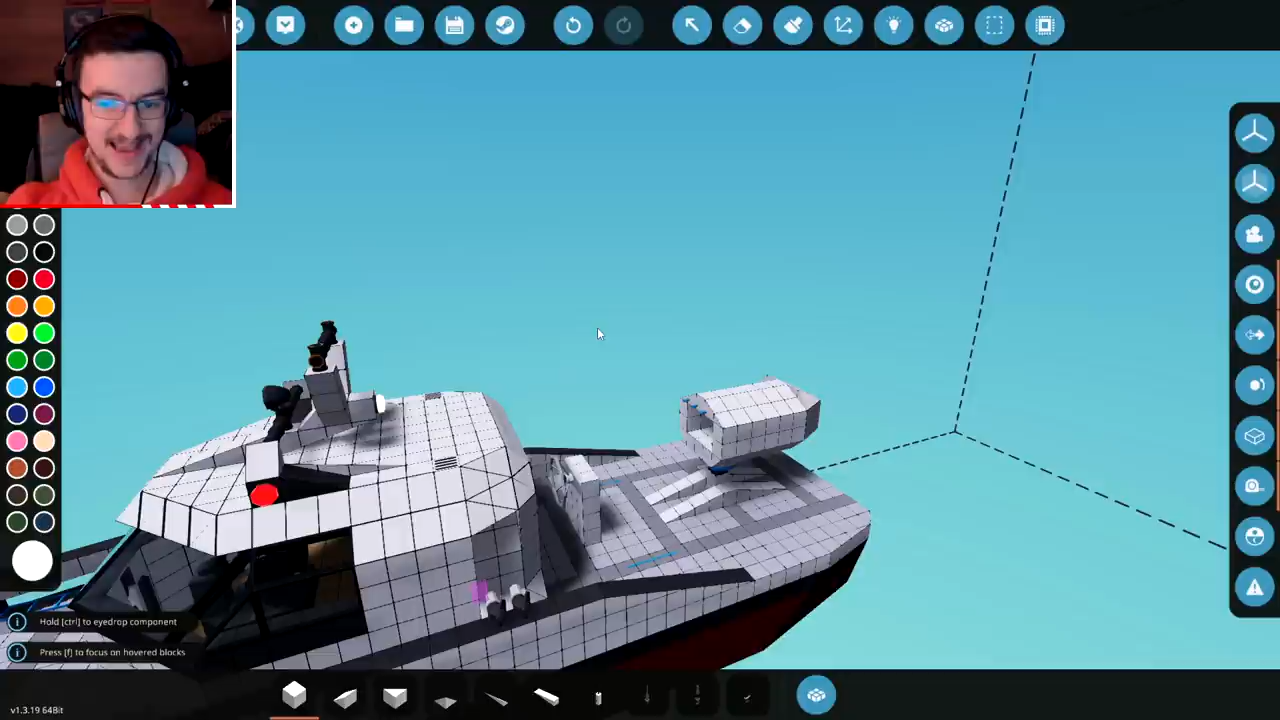 Hold [ctrl] to eyedrop component
Press [f] to focus on hovered blocks
v1.3.19 64Bit